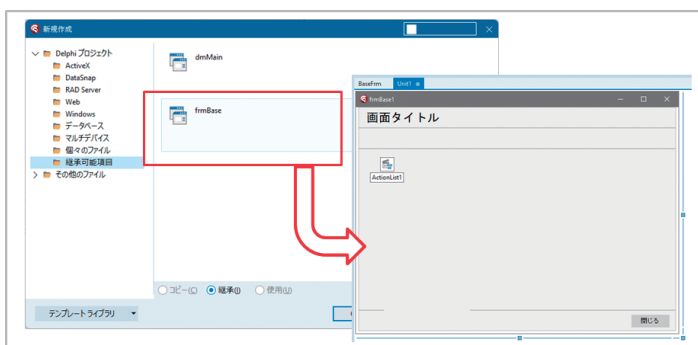 新規作成
Delphi プロジェクト
ActiveX
DataSnap
RAD Server
Web
Windows
データベース
マルチデバイス
個々のファイル
継承可能項目
その他のファイル
dmMain
frmBase
コピー(C)
継承(I)
使用(U)
テンプレートライブラリ
BaseFrm
Unit1
frmBase1
画面タイトル
ActionList1
閉じる